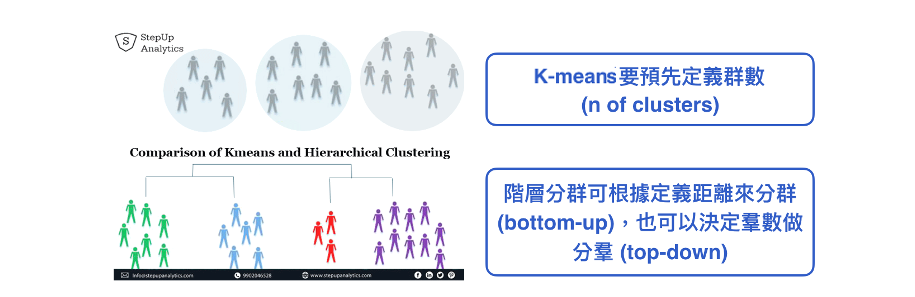 S
StepUp
Analytics
K-means要預先定義群數
(n of clusters)
Comparison of Kmeans and Hierarchical Clustering
階層分群可根據定義距離來分群
(bottom-up)，也可以決定羣數做
分羣 (top-down)
info@stepupanalytics.com
9902046528
www.stepupanalytics.com